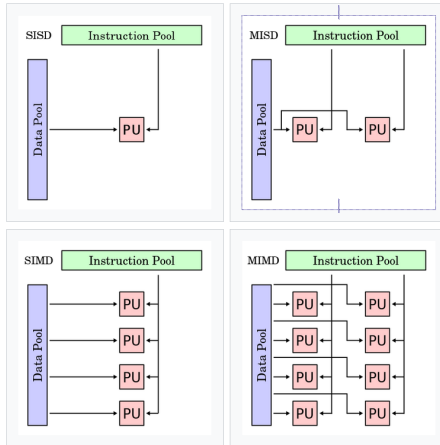 SISD Instruction Pool
Data Pool
PU
MISD Instruction Pool
Data Pool
PU PU
SIMD Instruction Pool
Data Pool
PU
PU
PU
PU
MIMD Instruction Pool
Data Pool
PU PU
PU PU
PU PU
PU PU